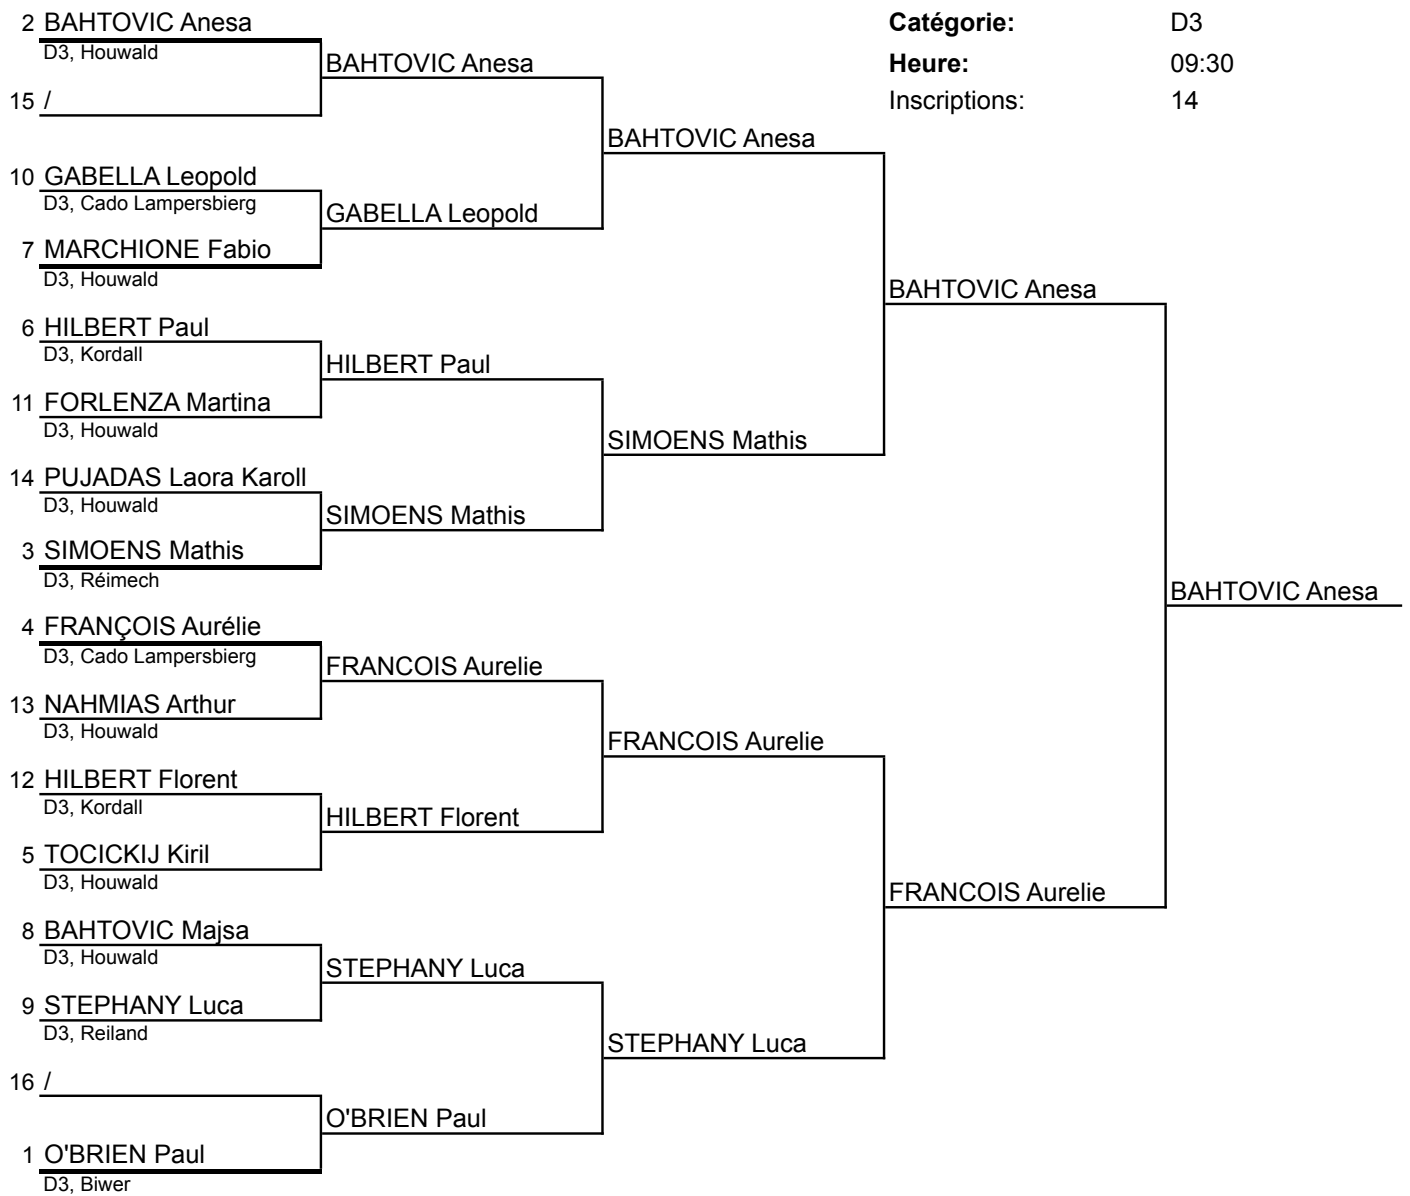 2 BAHTOVIC Anesa
D3, Houwald
15 /
10 GABELLA Leopold
D3, Cado Lampersbierg
7 MARCHIONE Fabio
D3, Houwald
6 HILBERT Paul
D3, Kordall
11 FORLENZA Martina
D3, Houwald
14 PUJADAS Laora Karoll
D3, Houwald
3 SIMOENS Mathis
D3, Réimech
4 FRANÇOIS Aurélie
D3, Cado Lampersbierg
13 NAHMIAS Arthur
D3, Houwald
12 HILBERT Florent
D3, Kordall
5 TOCICKIJ Kiril
D3, Houwald
8 BAHTOVIC Majsa
D3, Houwald
9 STEPHANY Luca
D3, Reiland
16 /
1 O'BRIEN Paul
D3, Biwer
BAHTOVIC Anesa
GABELLA Leopold
HILBERT Paul
SIMOENS Mathis
FRANCOIS Aurelie
HILBERT Florent
STEPHANY Luca
O'BRIEN Paul
BAHTOVIC Anesa
SIMOENS Mathis
FRANCOIS Aurelie
STEPHANY Luca
Catégorie: D3
Heure: 09:30
Inscriptions: 14
BAHTOVIC Anesa
FRANCOIS Aurelie
BAHTOVIC Anesa